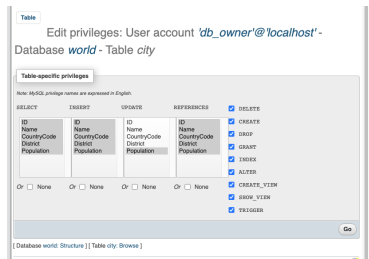 Table
Edit privileges: User account 'db_owner'@'localhost' -
Database world - Table city
Table-specific privileges
Note: MySQL privilege names are expressed in English.
SELECT INSERT UPDATE REFERENCES
ID ID ID ID
Name Name Name Name
CountryCode CountryCode CountryCode CountryCode
District District District District
Population Population Population Population
Or None Or None Or None Or None
DELETE
CREATE
DROP
GRANT
INDEX
ALTER
CREATE_VIEW
SHOW_VIEW
TRIGGER
Go
[ Database world: Structure ] [ Table city: Browse ]